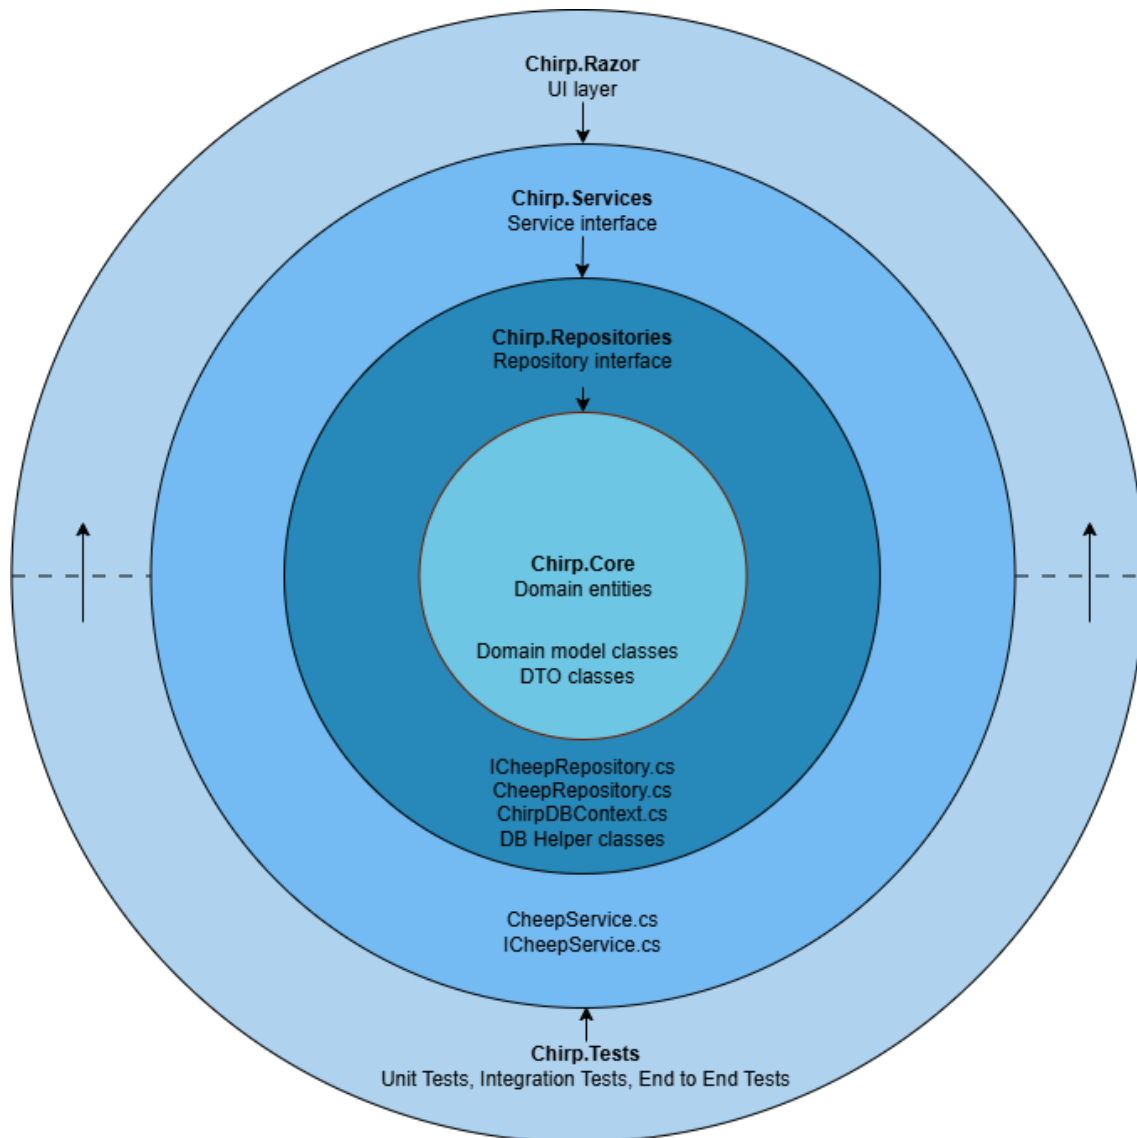 Chirp.Razor
UI layer
Chirp.Services
Service interface
Chirp.Repositories
Repository interface
Chirp.Core
Domain entities
Domain model classes
DTO classes
ICheepRepository.cs
CheepRepository.cs
ChirpDBContext.cs
DB Helper classes
CheepService.cs
ICheepService.cs
Chirp.Tests
Unit Tests, Integration Tests, End to End Tests